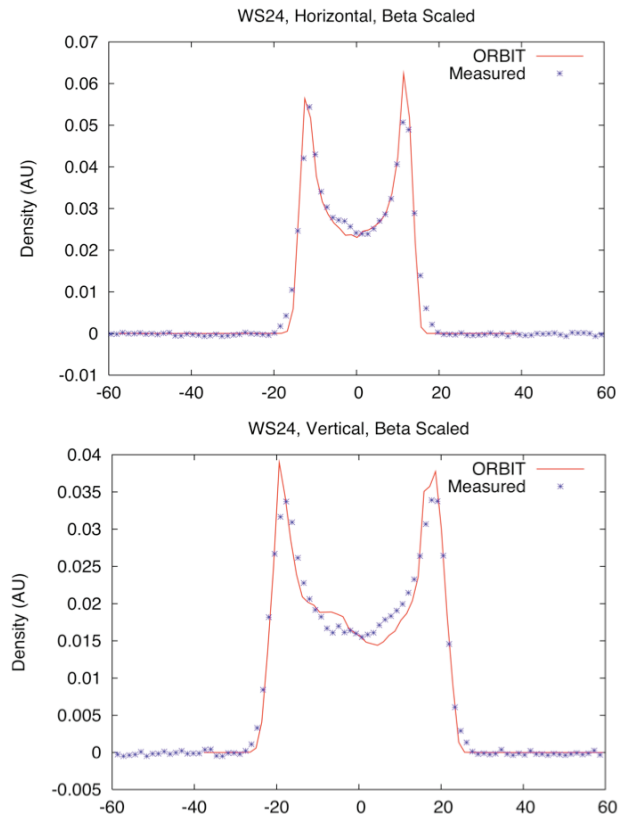 WS24, Horizontal, Beta Scaled
0.07
0.06
0.05
0.04
0.03
0.02
0.01
0
-0.01
Density (AU)
ORBIT
Measured
-60 -40 -20 0 20 40 60
WS24, Vertical, Beta Scaled
0.04
0.035
0.03
0.025
0.02
0.015
0.01
0.005
0
-0.005
Density (AU)
ORBIT
Measured
-60 -40 -20 0 20 40 60